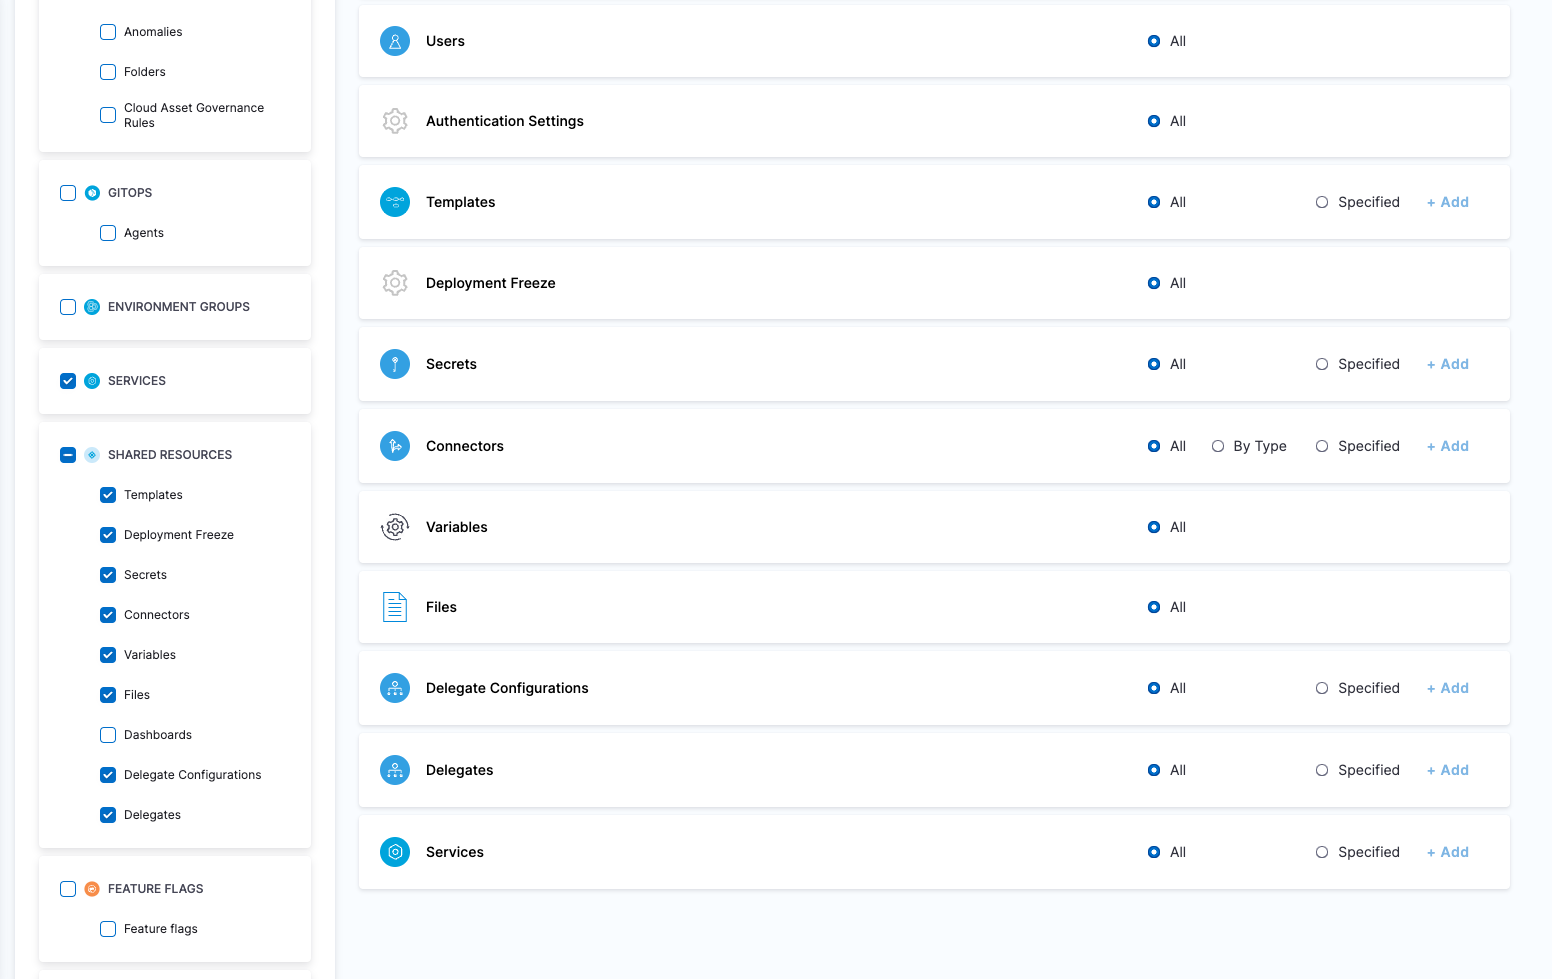 Anomalies
Folders
Cloud Asset Governance
Rules
GITOPS
Agents
ENVIRONMENT GROUPS
SERVICES
SHARED RESOURCES
Templates
Deployment Freeze
Secrets
Connectors
Variables
Files
Dashboards
Delegate Configurations
Delegates
FEATURE FLAGS
Feature flags
Users All
Authentication Settings All
Templates All Specified + Add
Deployment Freeze All
Secrets All Specified + Add
Connectors All By Type Specified + Add
Variables All
Files All
Delegate Configurations All Specified + Add
Delegates All Specified + Add
Services All Specified + Add